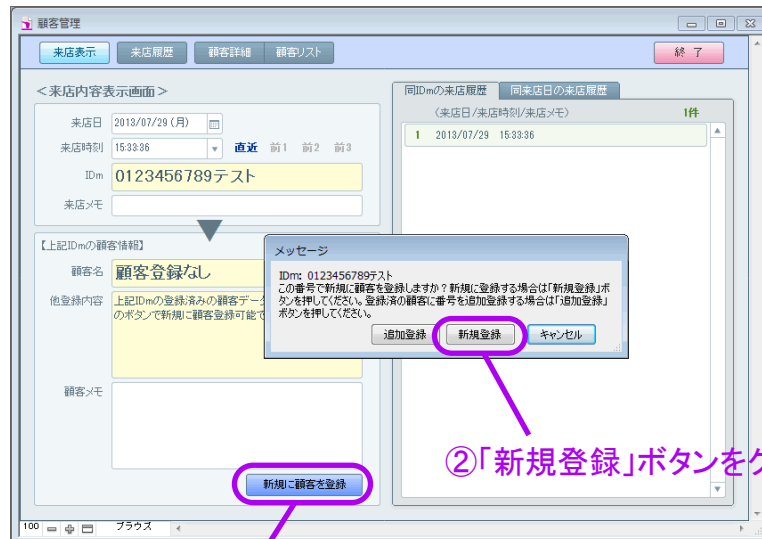 顧客管理
来店表示 来店履歴 顧客詳細 顧客リスト 終 了
＜来店内容表示画面＞
来店日 2013/07/29(月)
来店時刻 15:33:36 直近 前1 前2 前3
IDm 0123456789テスト
来店メモ
【上記IDmの顧客情報】
顧客名 顧客登録なし
他登録内容 上記IDmの登録済みの顧客デー
のボタンで新規に顧客登録可能で
顧客メモ
新規に顧客を登録
同IDmの来店履歴 同来店日の来店履歴
(来店日/来店時刻/来店メモ) 1件
1 2013/07/29 15:33:36
メッセージ
IDm: 0123456789テスト
この番号で新規に顧客を登録しますか？新規に登録する場合は「新規登録」ボ
タンを押してください。登録済の顧客に番号を追加登録する場合は「追加登録」
ボタンを押してください。
追加登録 新規登録 キャンセル
②「新規登録」ボタンをク
100 ブラウズ